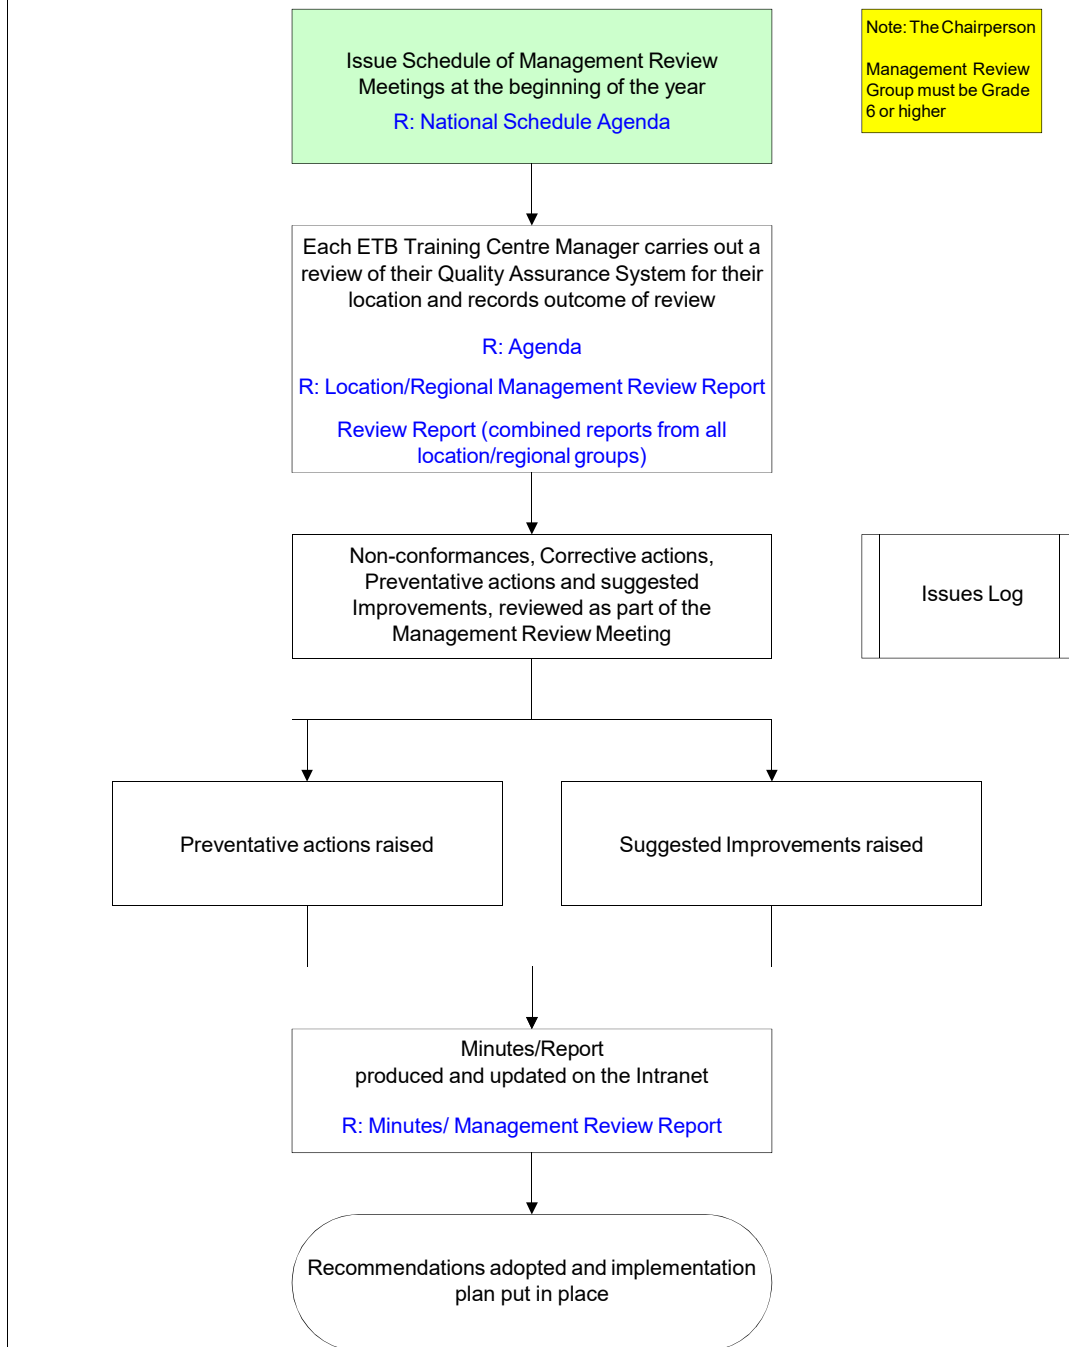 Issue Schedule of Management Review
Meetings at the beginning of the year
R: National Schedule Agenda
Note: The Chairperson
Management Review
Group must be Grade
6 or higher
Each ETB Training Centre Manager carries out a
review of their Quality Assurance System for their
location and records outcome of review
R: Agenda
R: Location/Regional Management Review Report
Review Report (combined reports from all
location/regional groups)
Non-conformances, Corrective actions,
Preventative actions and suggested
Improvements, reviewed as part of the
Management Review Meeting
Issues Log
Preventative actions raised
Suggested Improvements raised
Minutes/Report
produced and updated on the Intranet
R: Minutes/ Management Review Report
Recommendations adopted and implementation
plan put in place